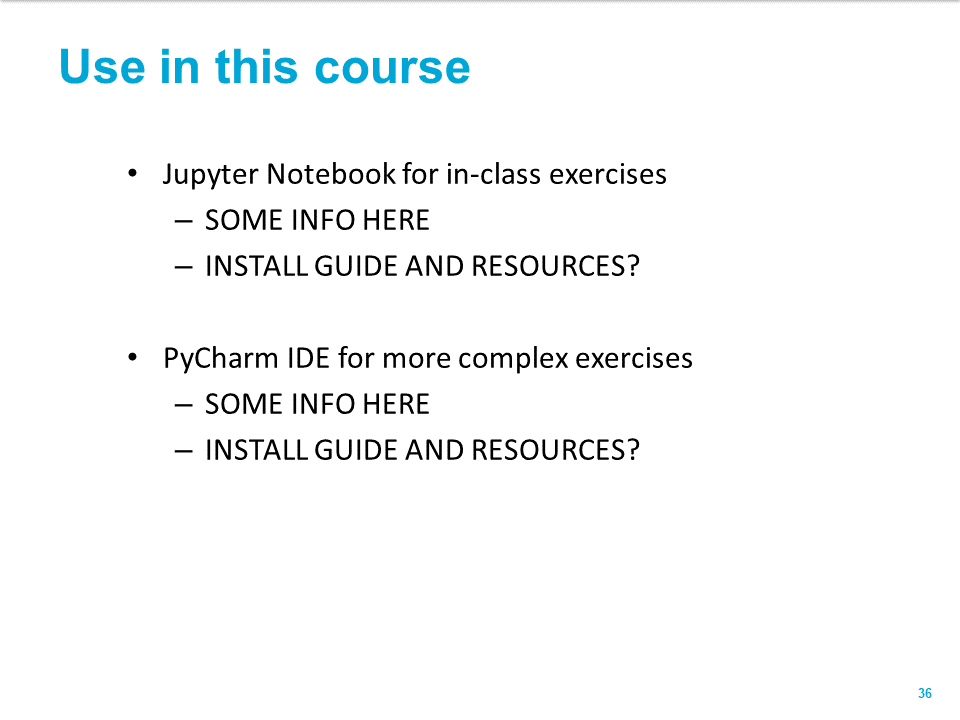 Use in this course
• Jupyter Notebook for in-class exercises
– SOME INFO HERE
– INSTALL GUIDE AND RESOURCES?
• PyCharm IDE for more complex exercises
– SOME INFO HERE
– INSTALL GUIDE AND RESOURCES?
36